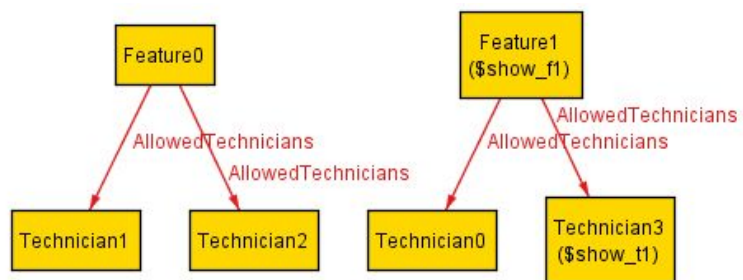 Feature0
Feature1
($show_f1)
AllowedTechnicians
AllowedTechnicians
AllowedTechnicians
AllowedTechnicians
Technician1
Technician2
Technician0
Technician3
($show_t1)